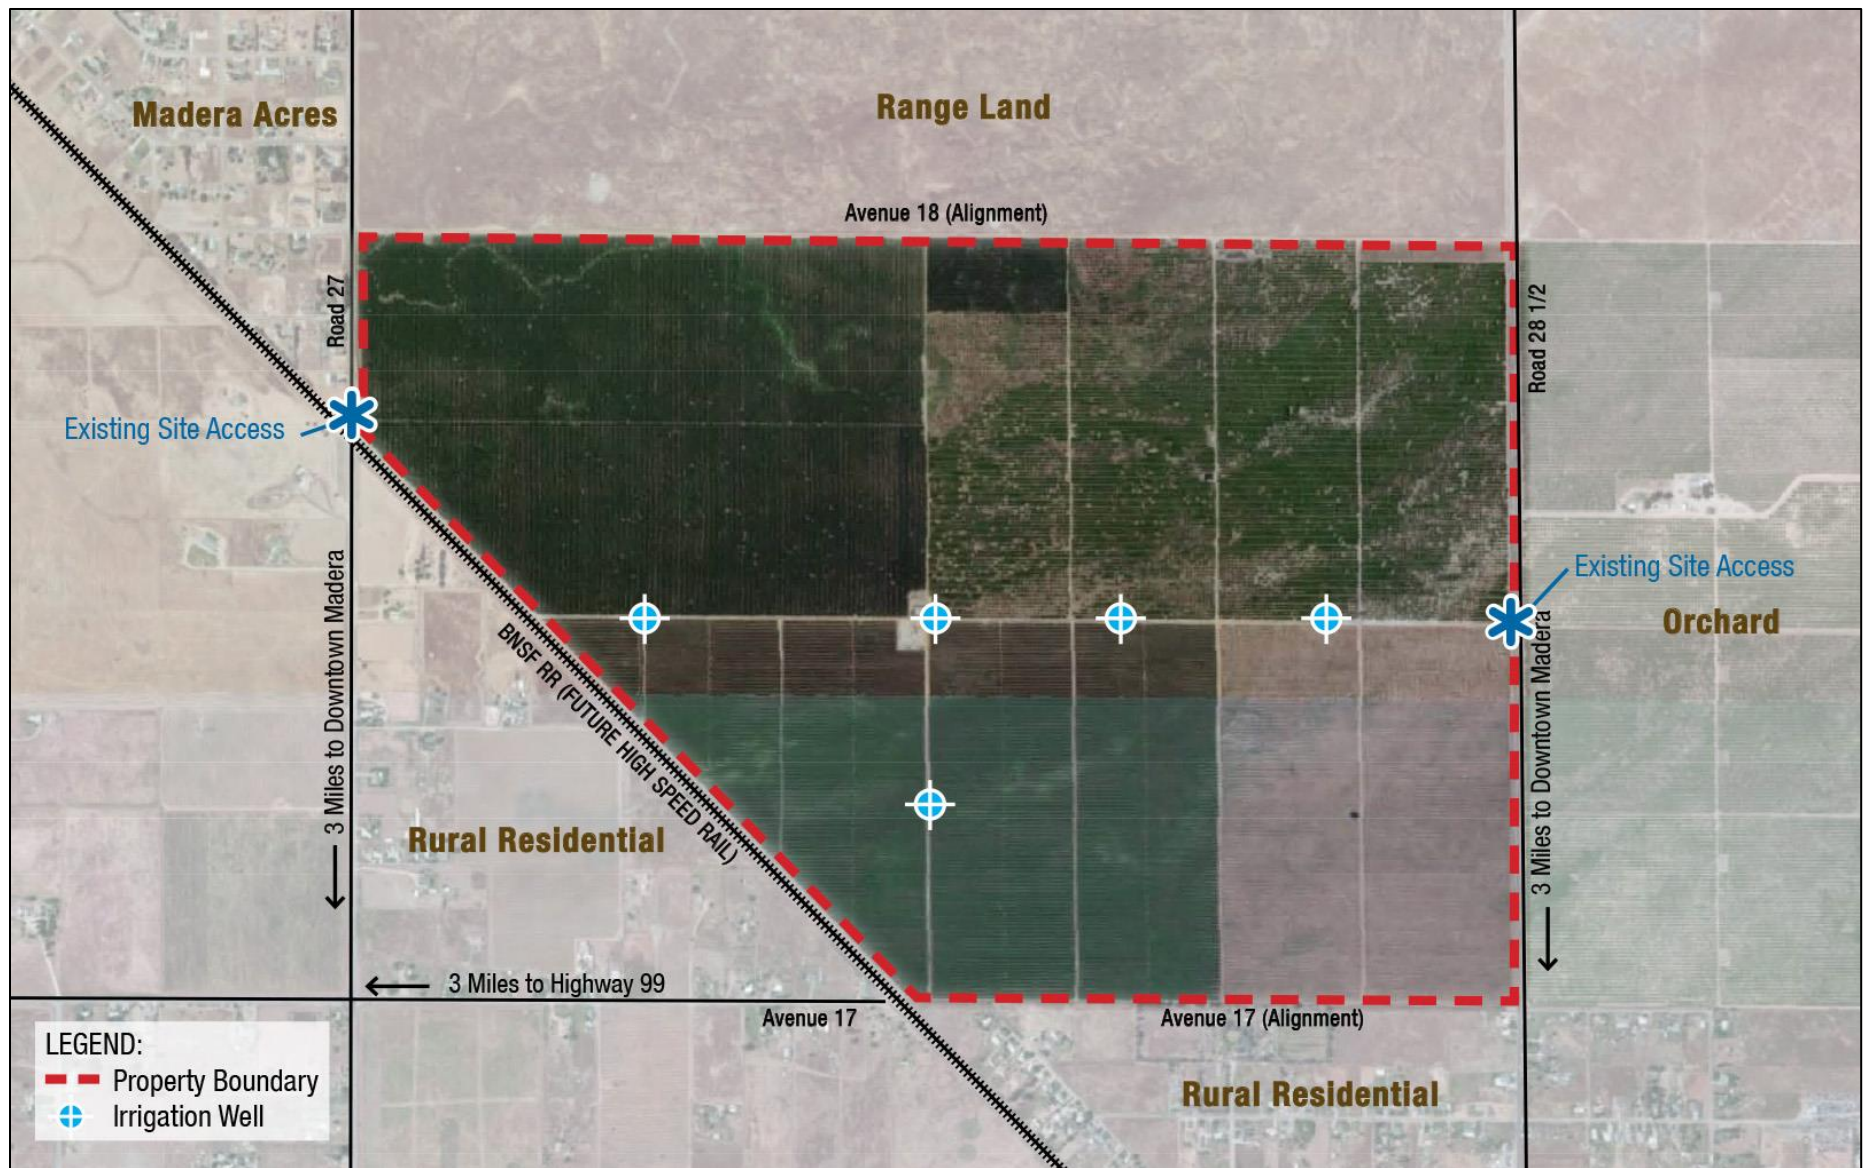 Madera Acres
Range Land
Avenue 18 (Alignment)
Road 27
Road 28 1/2
Existing Site Access
Existing Site Access
Orchard
3 Miles to Downtown Madera
BNSF RR (FUTURE HIGH SPEED RAIL)
3 Miles to Downtown Madera
Rural Residential
3 Miles to Highway 99
Avenue 17
Avenue 17 (Alignment)
Rural Residential
LEGEND:
Property Boundary
Irrigation Well